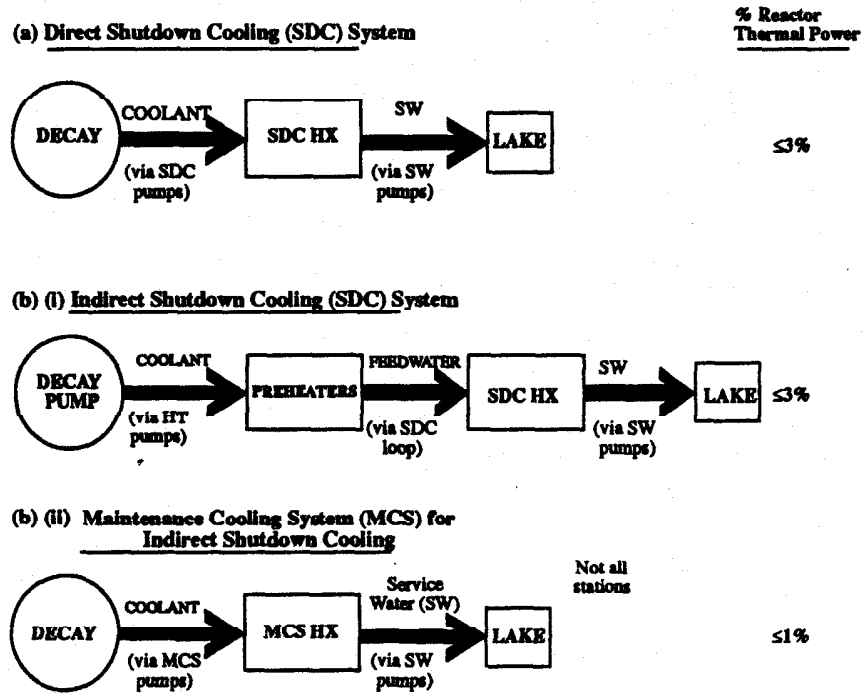 % Reactor
Thermal Power
(a) Direct Shutdown Cooling (SDC) System
COOLANT
SW
DECAY
SDC HX
LAKE
≤3%
(via SDC
pumps)
(via SW
pumps)
(b) (i) Indirect Shutdown Cooling (SDC) System
COOLANT
FEEDWATER
SW
DECAY
PUMP
PREHEATERS
SDC HX
LAKE
≤3%
(via HT
pumps)
(via SDC
loop)
(via SW
pumps)
(b) (ii) Maintenance Cooling System (MCS) for
Indirect Shutdown Cooling
Not all
stations
COOLANT
Service
Water (SW)
DECAY
MCS HX
LAKE
≤1%
(via MCS
pumps)
(via SW
pumps)